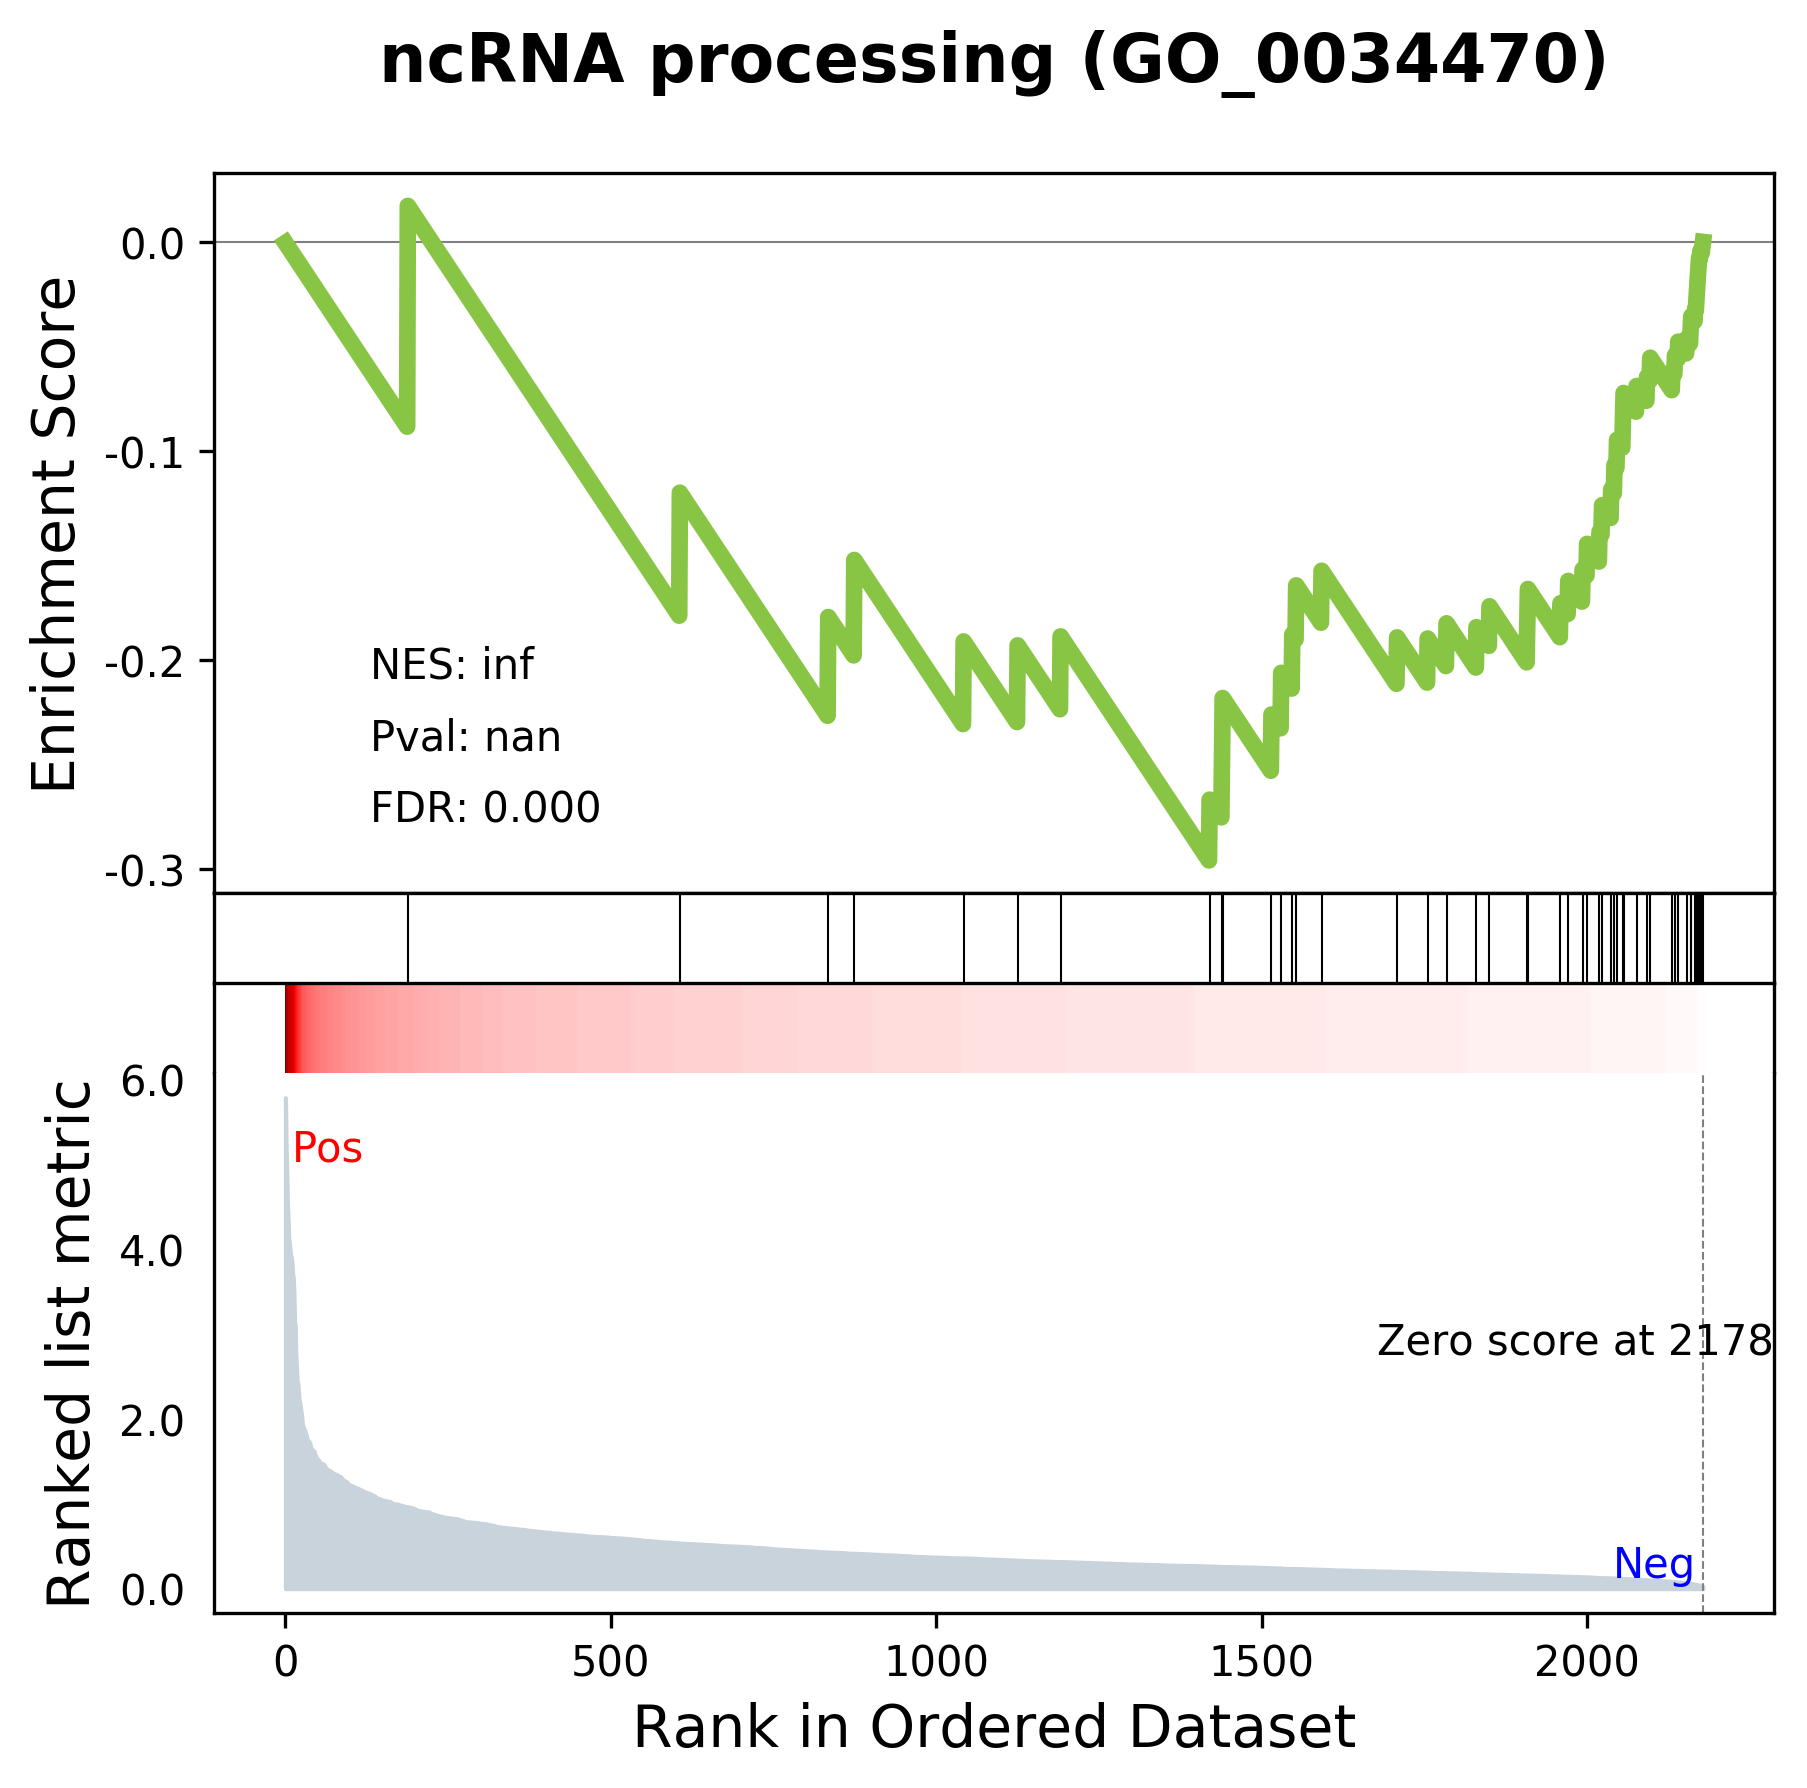 ncRNA processing (GO_0034470)
Enrichment Score
0.0
-0.1
-0.2
-0.3
NES: inf
Pval: nan
FDR: 0.000
Ranked list metric
6.0
4.0
2.0
0.0
Pos
Zero score at 2178
Neg
0 500 1000 1500 2000
Rank in Ordered Dataset